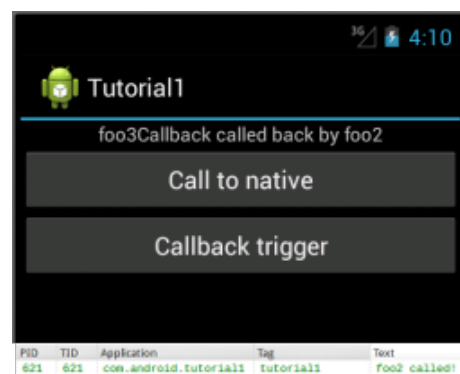 3G 4:10
Tutorial1
foo3Callback called back by foo2
Call to native
Callback trigger
PID TID Application Tag Text
621 621 com.android.tutorial1 tutorial1 foo2 called!